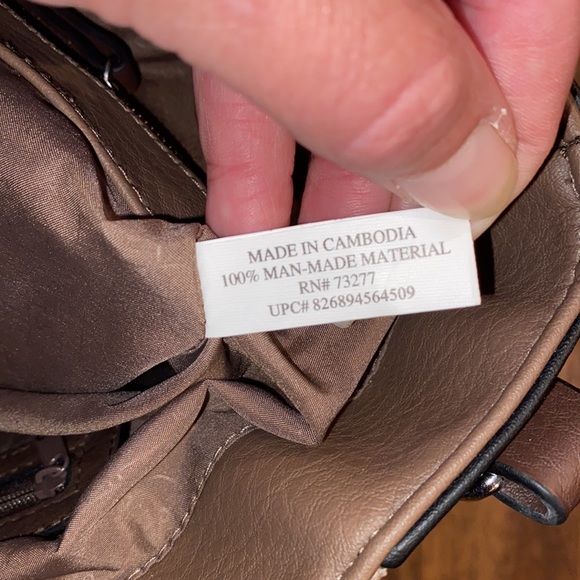 MADE IN CAMBODIA
100% MAN-MADE MATERIAL
RN# 73277
UPC# 826894564509